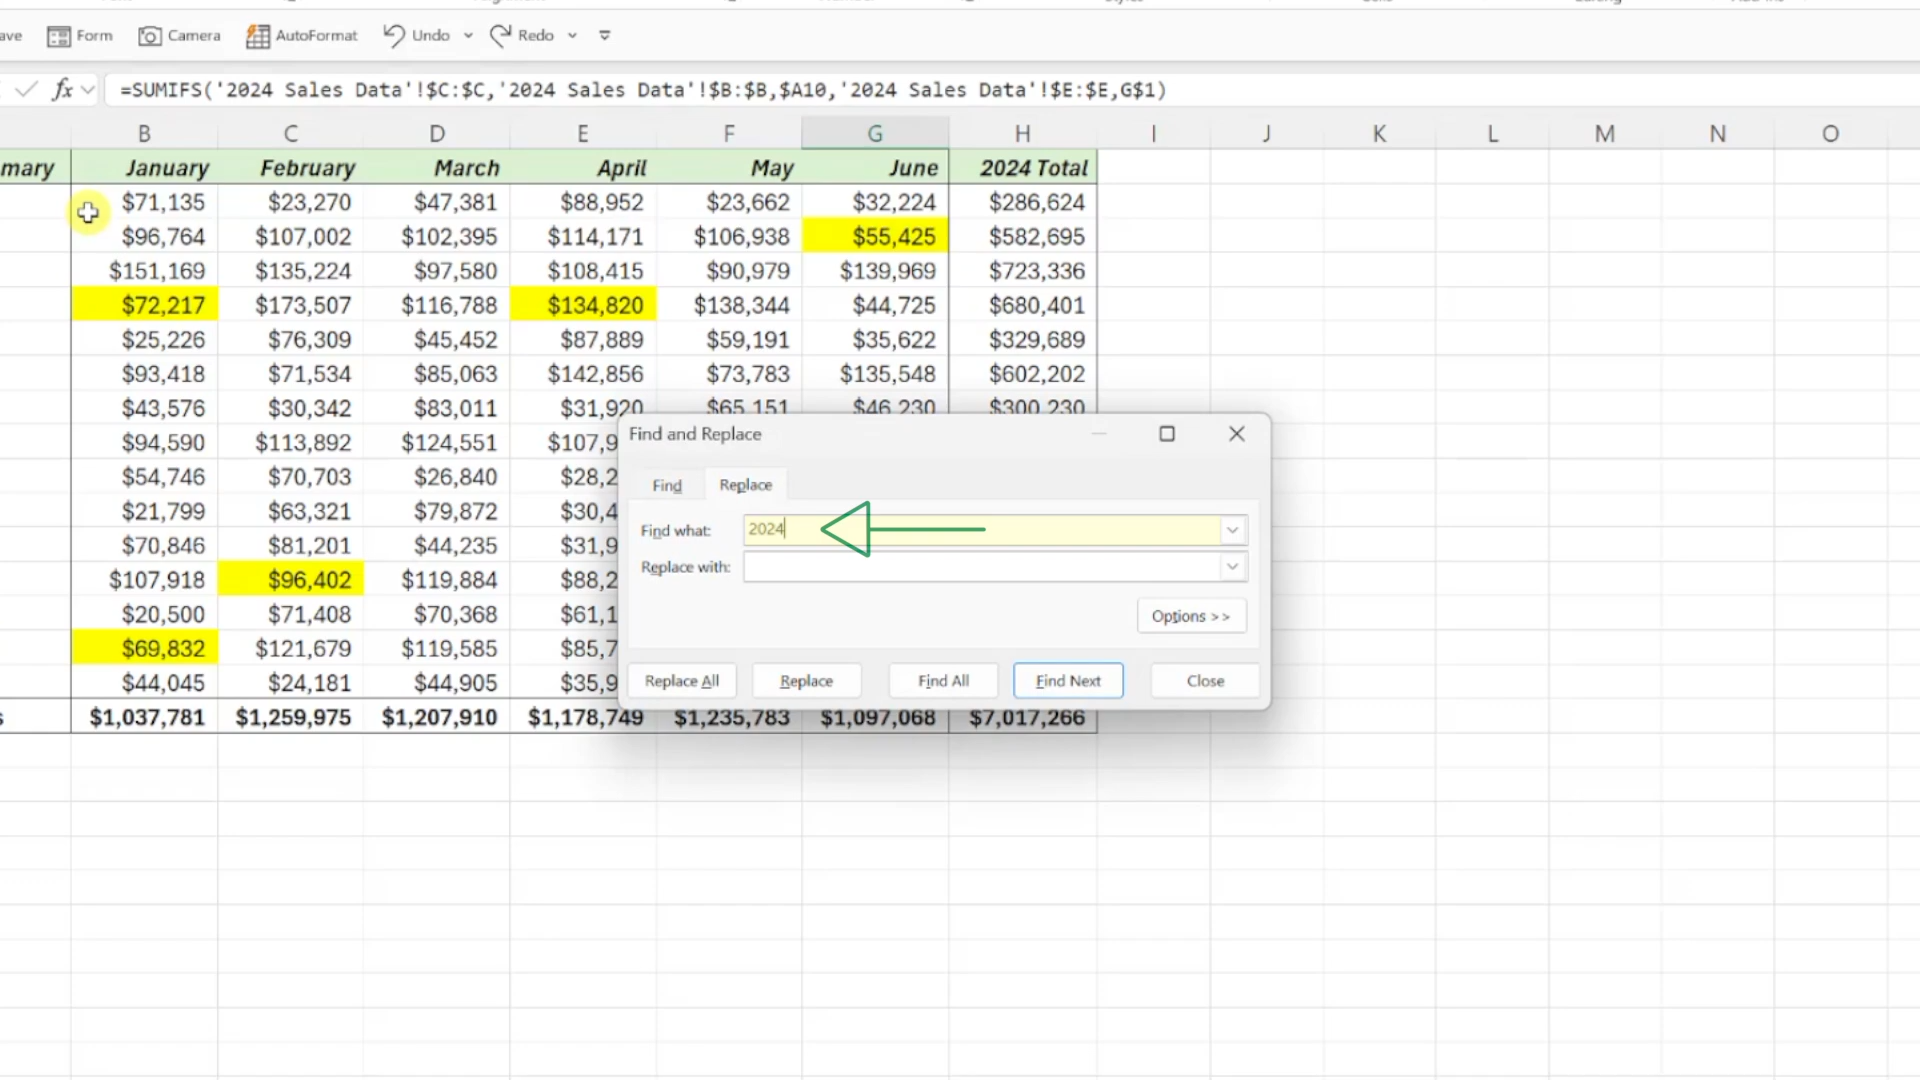 ave Form Camera AutoFormat Undo Redo
fx =SUMIFS('2024 Sales Data'!$C:$C,'2024 Sales Data'!$B:$B,$A10,'2024 Sales Data'!$E:$E,G$1)
B C D E F G H I J K L M N O
mary January February March April May June 2024 Total
$71,135 $23,270 $47,381 $88,952 $23,662 $32,224 $286,624
$96,764 $107,002 $102,395 $114,171 $106,938 $55,425 $582,695
$151,169 $135,224 $97,580 $108,415 $90,979 $139,969 $723,336
$72,217 $173,507 $116,788 $134,820 $138,344 $44,725 $680,401
$25,226 $76,309 $45,452 $87,889 $59,191 $35,622 $329,689
$93,418 $71,534 $85,063 $142,856 $73,783 $135,548 $602,202
$43,576 $30,342 $83,011 $31,920 $65,151 $46,230 $300,230
$94,590 $113,892 $124,551 $107,9
$54,746 $70,703 $26,840 $28,2
$21,799 $63,321 $79,872 $30,4
$70,846 $81,201 $44,235 $31,9
$107,918 $96,402 $119,884 $88,2
$20,500 $71,408 $70,368 $61,1
$69,832 $121,679 $119,585 $85,7
$44,045 $24,181 $44,905 $35,9
s $1,037,781 $1,259,975 $1,207,910 $1,178,749 $1,235,783 $1,097,068 $7,017,266
Find and Replace
Find Replace
Find what: 2024
Replace with:
Options >>
Replace All Replace Find All Find Next Close